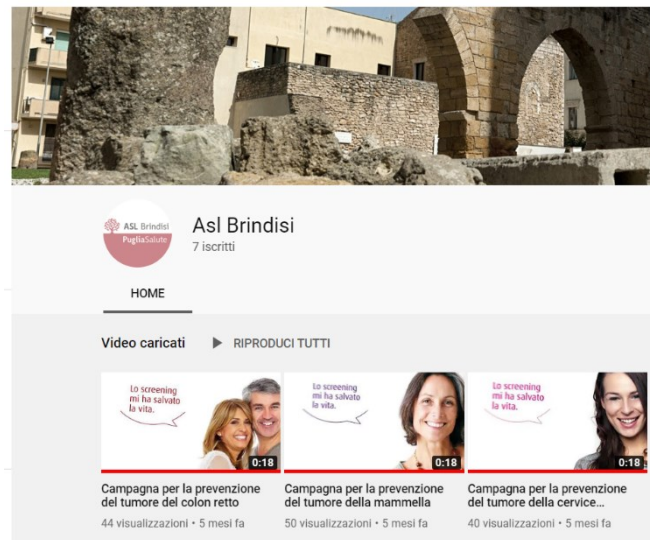 ASL Brindisi
PugliaSalute
Asl Brindisi
7 iscritti
HOME
Video caricati
RIPRODUCI TUTTI
Lo screening
mi ha salvato
la vita.
0:18
Lo screening
mi ha salvato
la vita.
0:18
Lo screening
mi ha salvato
la vita.
0:18
Campagna per la prevenzione
del tumore del colon retto
44 visualizzazioni • 5 mesi fa
Campagna per la prevenzione
del tumore della mammella
50 visualizzazioni • 5 mesi fa
Campagna per la prevenzione
del tumore della cervice...
40 visualizzazioni • 5 mesi fa